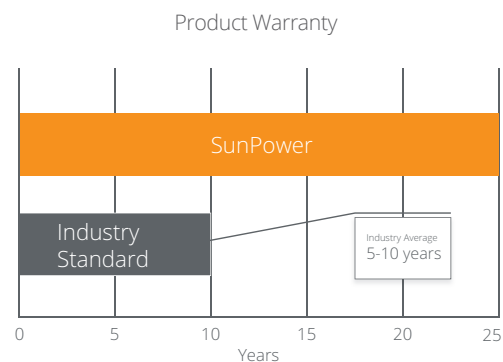 Product Warranty
SunPower
Industry
Standard
Industry Average
5-10 years
0 5 10 15 20 25
Years